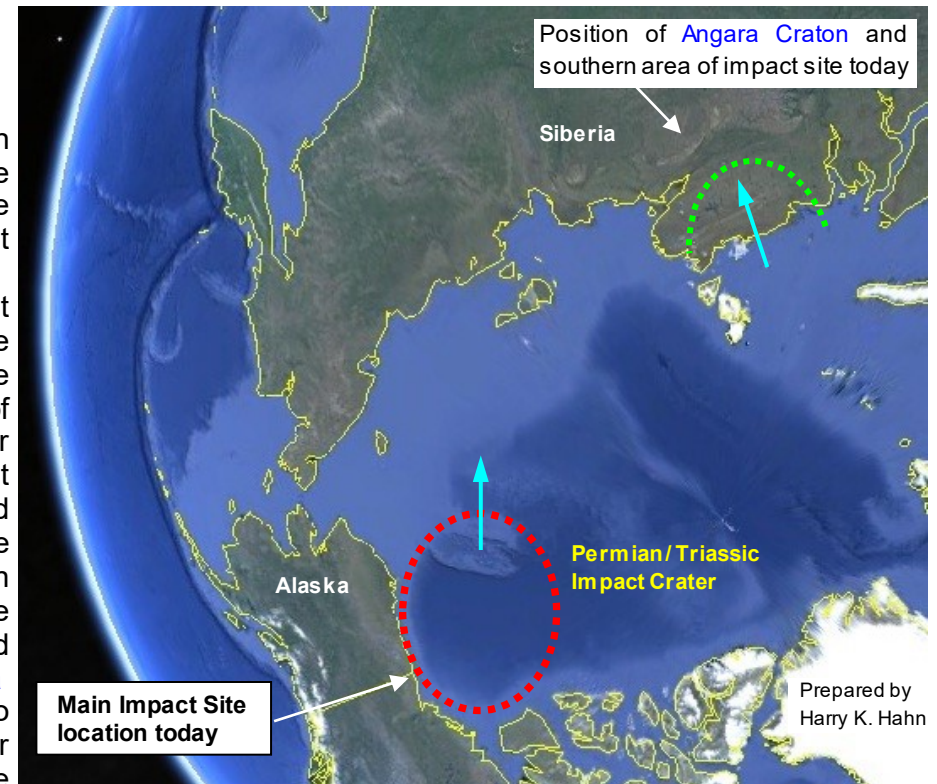 Position of Angara Craton and
southern area of impact site today
Siberia
Permian/Triassic
Impact Crater
Alaska
Main Impact Site
location today
Prepared by
Harry K. Hahn